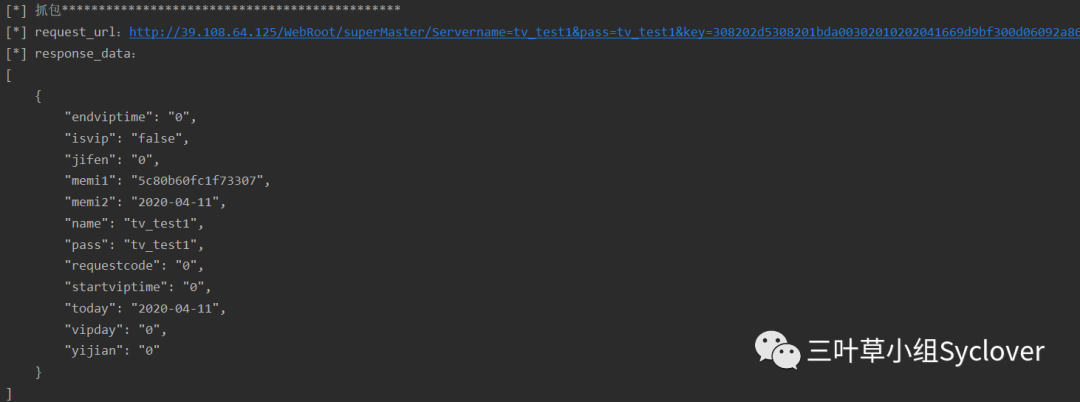 [*] 抓包*********************************************
[*] request_url: http://39.108.64.125/WebRoot/superMaster/Servername=tv_test1&pass=tv_test1&key=308202d5308201bda00302010202041669d9bf300d06092a86
[*] response_data:
[
{
"endviptime": "0",
"isvip": "false",
"jifen": "0",
"memi1": "5c80b60fc1f73307",
"memi2": "2020-04-11",
"name": "tv_test1",
"pass": "tv_test1",
"requestcode": "0",
"startviptime": "0",
"today": "2020-04-11",
"vipday": "0",
"yijian": "0"
}
]
三叶草小组Syclover